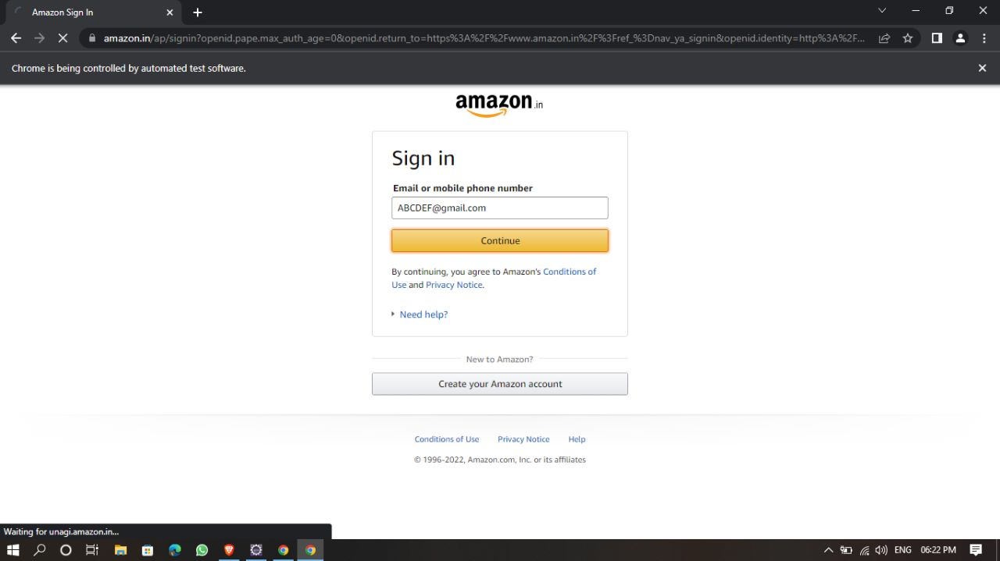 Amazon Sign In
amazon.in/ap/signin?openid.pape.max_auth_age=0&openid.return_to=https%3A%2F%2Fwww.amazon.in%2F%3Fref_%3Dnav_ya_signin&openid.identity=http%3A%2F...
Chrome is being controlled by automated test software.
amazon.in
Sign in
Email or mobile phone number
ABCDEF@gmail.com
Continue
By continuing, you agree to Amazon's Conditions of
Use and Privacy Notice.
Need help?
New to Amazon?
Create your Amazon account
Conditions of Use Privacy Notice Help
© 1996-2022, Amazon.com, Inc. or its affiliates
Waiting for unagi.amazon.in...
ENG 06:22 PM